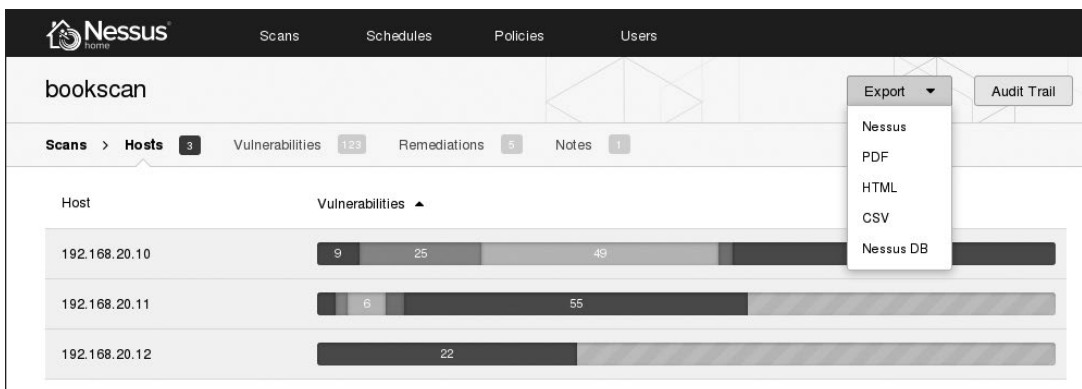 Nessus
home
Scans Schedules Policies Users
bookscan
Export Audit Trail
Nessus
PDF
HTML
CSV
Nessus DB
Scans > Hosts 3 Vulnerabilities 123 Remediations 5 Notes 1
Host Vulnerabilities
192.168.20.10 9 25 49
192.168.20.11 6 55
192.168.20.12 22